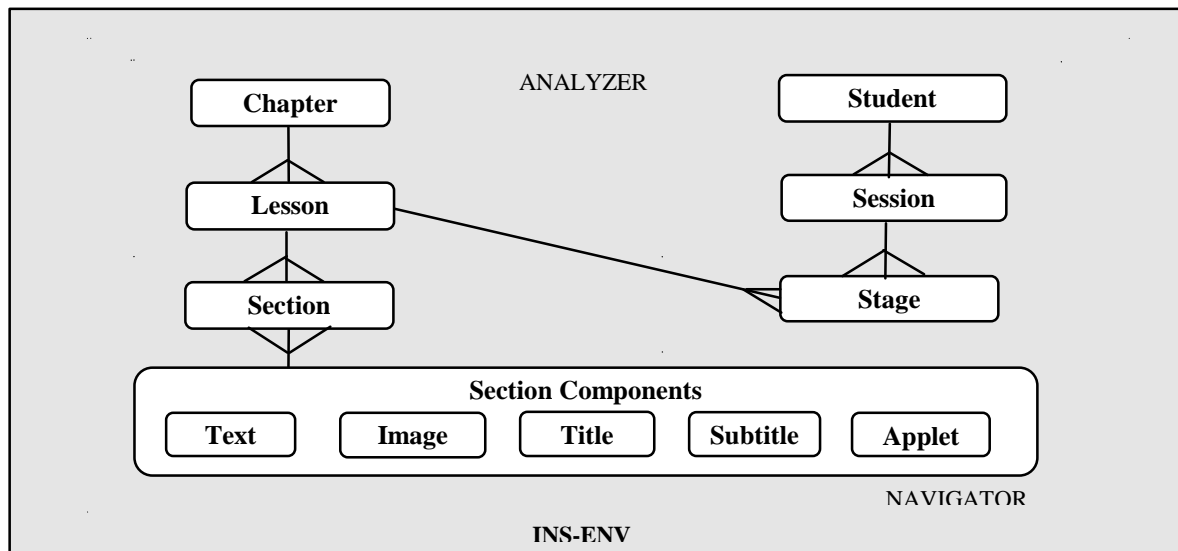 ANALYZER
Chapter
Student
Lesson
Session
Section
Stage
Section Components
Text
Image
Title
Subtitle
Applet
NAVIGATOR
INS-ENV